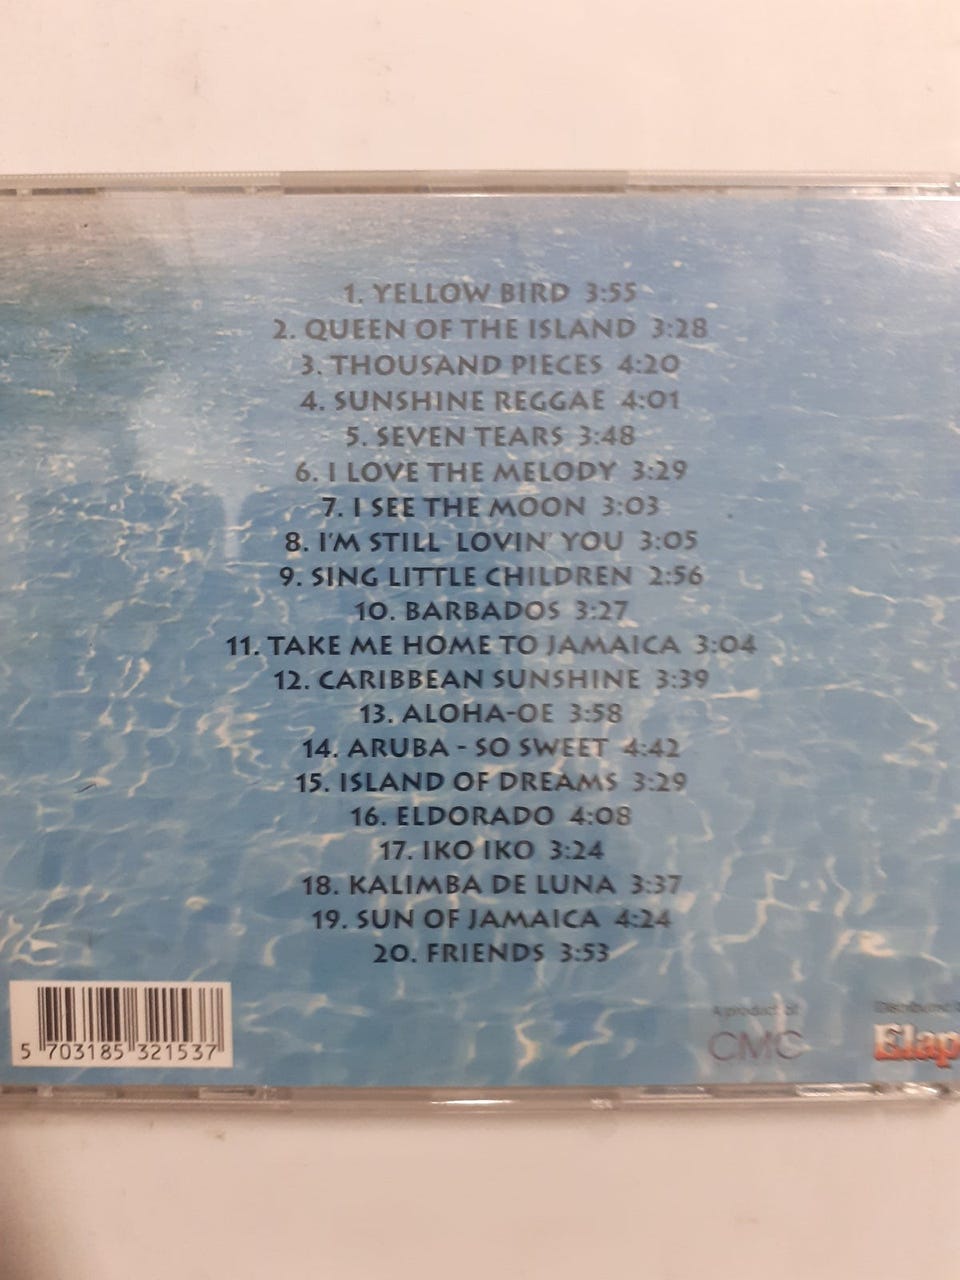 1. YELLOW BIRD 3:55
2. QUEEN OF THE ISLAND 3:28
3. THOUSAND PIECES 4:20
4. SUNSHINE REGGAE 4:01
5. SEVEN TEARS 3:48
6. I LOVE THE MELODY 3:29
7. I SEE THE MOON 3:03
8. I'M STILL LOVIN' YOU 3:05
9. SING LITTLE CHILDREN 2:56
10. BARBADOS 3:27
11. TAKE ME HOME TO JAMAICA 3:04
12. CARIBBEAN SUNSHINE 3:39
13. ALOHA-OE 3:58
14. ARUBA - SO SWEET 4:42
15. ISLAND OF DREAMS 3:29
16. ELDORADO 4:08
17. IKO IKO 3:24
18. KALIMBA DE LUNA 3:37
19. SUN OF JAMAICA 4:24
20. FRIENDS 3:53
5 703185 321537
A product of
CMC
Distributed
Elap